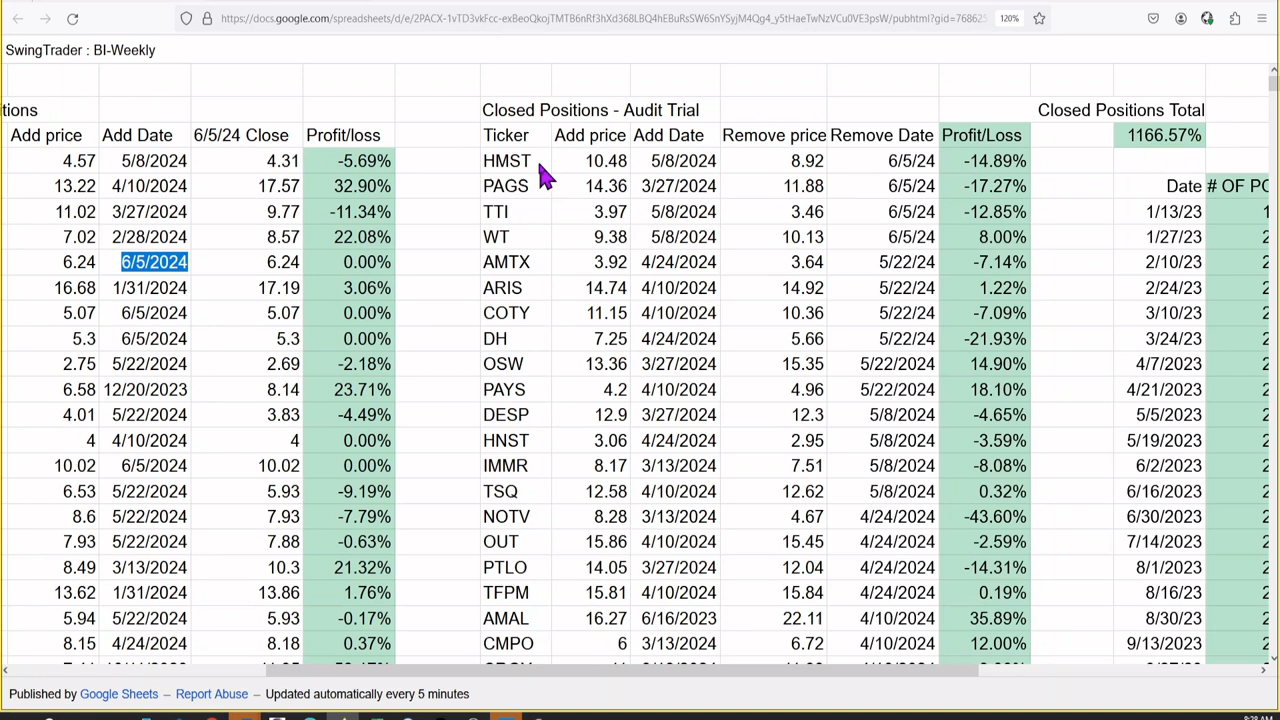 https://docs.google.com/spreadsheets/d/e/2PACX-1vTD3vkFcc-exBeoQkojTMT86nRf3hXd368LBQ4hEBuRsSW6SnYSyjM4Qg4_y5tHaeTwNzVCu0VE3psW/pubhtml?gid=76862 120%
SwingTrader : BI-Weekly
tions Closed Positions - Audit Trial Closed Positions Total
Add price Add Date 6/5/24 Close Profit/loss Ticker Add price Add Date Remove price Remove Date Profit/Loss 1166.57%
4.57 5/8/2024 4.31 -5.69% HMST 10.48 5/8/2024 8.92 6/5/24 -14.89%
13.22 4/10/2024 17.57 32.90% PAGS 14.36 3/27/2024 11.88 6/5/24 -17.27% Date # OF PO
11.02 3/27/2024 9.77 -11.34% TTI 3.97 5/8/2024 3.46 6/5/24 -12.85% 1/13/23 1
7.02 2/28/2024 8.57 22.08% WT 9.38 5/8/2024 10.13 6/5/24 8.00% 1/27/23 2
6.24 6/5/2024 6.24 0.00% AMTX 3.92 4/24/2024 3.64 5/22/24 -7.14% 2/10/23 2
16.68 1/31/2024 17.19 3.06% ARIS 14.74 4/10/2024 14.92 5/22/24 1.22% 2/24/23 2
5.07 6/5/2024 5.07 0.00% COTY 11.15 4/10/2024 10.36 5/22/24 -7.09% 3/10/23 2
5.3 6/5/2024 5.3 0.00% DH 7.25 4/24/2024 5.66 5/22/24 -21.93% 3/24/23 2
2.75 5/22/2024 2.69 -2.18% OSW 13.36 3/27/2024 15.35 5/22/2024 14.90% 4/7/23 2
6.58 12/20/2023 8.14 23.71% PAYS 4.2 4/10/2024 4.96 5/22/2024 18.10% 4/21/2023 2
4.01 5/22/2024 3.83 -4.49% DESP 12.9 3/27/2024 12.3 5/8/2024 -4.65% 5/5/2023 2
4 4/10/2024 4 0.00% HNST 3.06 4/24/2024 2.95 5/8/2024 -3.59% 5/19/2023 2
10.02 6/5/2024 10.02 0.00% IMMR 8.17 3/13/2024 7.51 5/8/2024 -8.08% 6/2/2023 2
6.53 5/22/2024 5.93 -9.19% TSQ 12.58 4/10/2024 12.62 5/8/2024 0.32% 6/16/2023 2
8.6 5/22/2024 7.93 -7.79% NOTV 8.28 3/13/2024 4.67 4/24/2024 -43.60% 6/30/2023 2
7.93 5/22/2024 7.88 -0.63% OUT 15.86 4/10/2024 15.45 4/24/2024 -2.59% 7/14/2023 2
8.49 3/13/2024 10.3 21.32% PTLO 14.05 3/27/2024 12.04 4/24/2024 -14.31% 8/1/2023 2
13.62 1/31/2024 13.86 1.76% TFPM 15.81 4/10/2024 15.84 4/24/2024 0.19% 8/16/23 2
5.94 5/22/2024 5.93 -0.17% AMAL 16.27 6/16/2023 22.11 4/10/2024 35.89% 8/30/23 2
8.15 4/24/2024 8.18 0.37% CMPO 6 3/13/2024 6.72 4/10/2024 12.00% 9/13/2023 2
Published by Google Sheets – Report Abuse – Updated automatically every 5 minutes